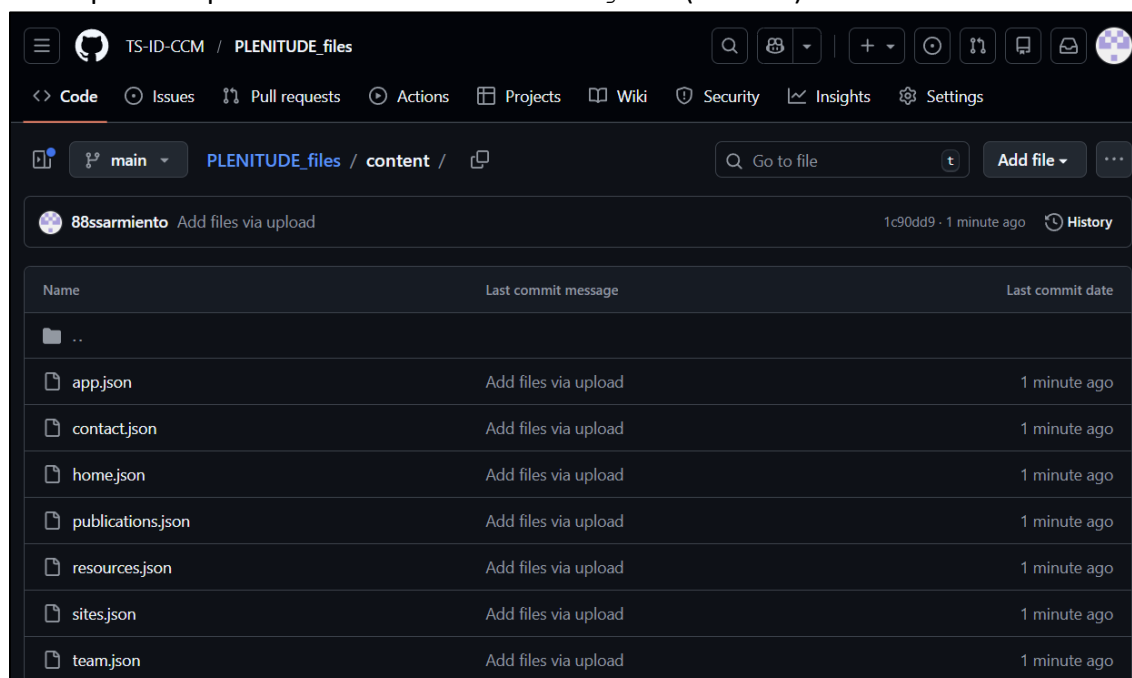 TS-ID-CCM / PLENITUDE_files
<> Code Issues Pull requests Actions Projects Wiki Security Insights Settings
main PLENITUDE_files / content / Go to file t Add file ...
88ssarmiento Add files via upload 1c90dd9 · 1 minute ago History
Name Last commit message Last commit date
..
app.json Add files via upload 1 minute ago
contact.json Add files via upload 1 minute ago
home.json Add files via upload 1 minute ago
publications.json Add files via upload 1 minute ago
resources.json Add files via upload 1 minute ago
sites.json Add files via upload 1 minute ago
team.json Add files via upload 1 minute ago